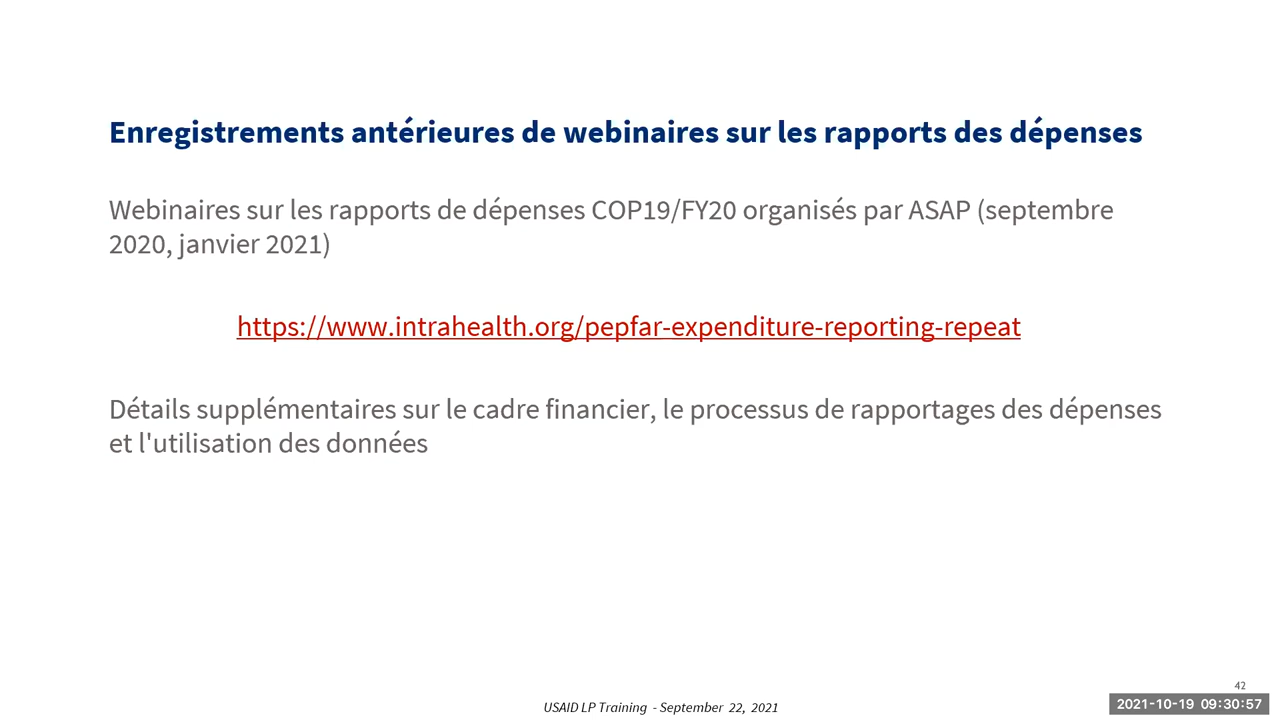 Enregistrements antérieures de webinaires sur les rapports des dépenses
Webinaires sur les rapports de dépenses COP19/FY20 organisés par ASAP (septembre
2020, janvier 2021)
https://www.intrahealth.org/pepfar-expenditure-reporting-repeat
Détails supplémentaires sur le cadre financier, le processus de rapportages des dépenses
et l'utilisation des données
42
USAID LP Training - September 22, 2021
2021-10-19 09:30:57